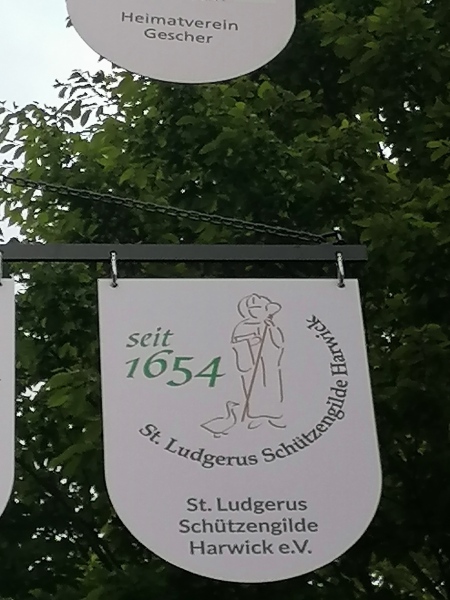 Heimatverein
Gescher
seit
1654
St. Ludgerus Schützengilde Harwick
St. Ludgerus
Schützengilde
Harwick e.V.